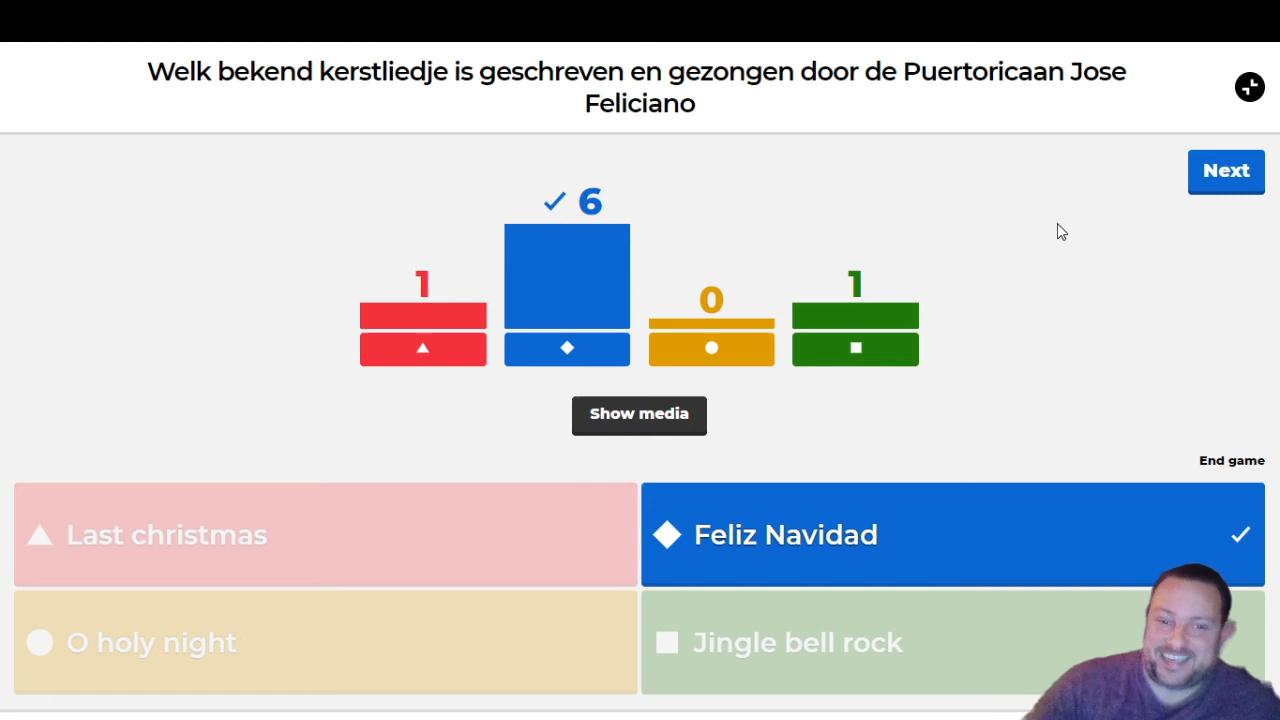 Welk bekend kerstliedje is geschreven en gezongen door de Puertoricaan Jose
Feliciano
Next
6
1
0
1
Show media
End game
Last christmas
Feliz Navidad
O holy night
Jingle bell rock